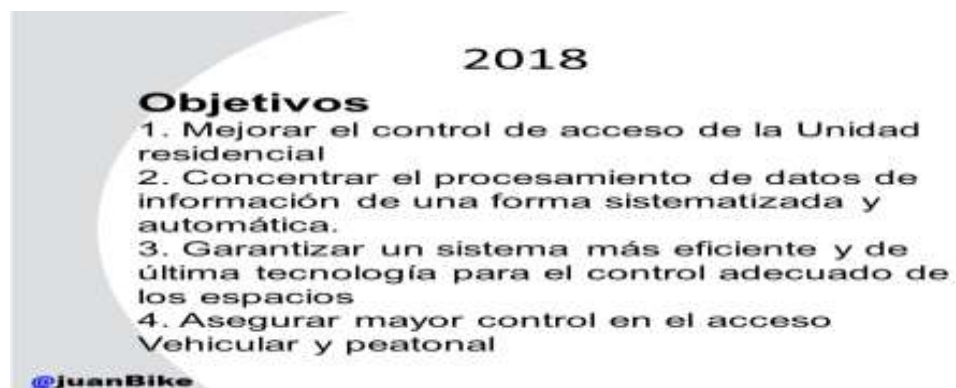 2018
Objetivos
1. Mejorar el control de acceso de la Unidad
residencial
2. Concentrar el procesamiento de datos de
información de una forma sistematizada y
automática.
3. Garantizar un sistema más eficiente y de
última tecnología para el control adecuado de
los espacios
4. Asegurar mayor control en el acceso
Vehicular y peatonal
@juanBike